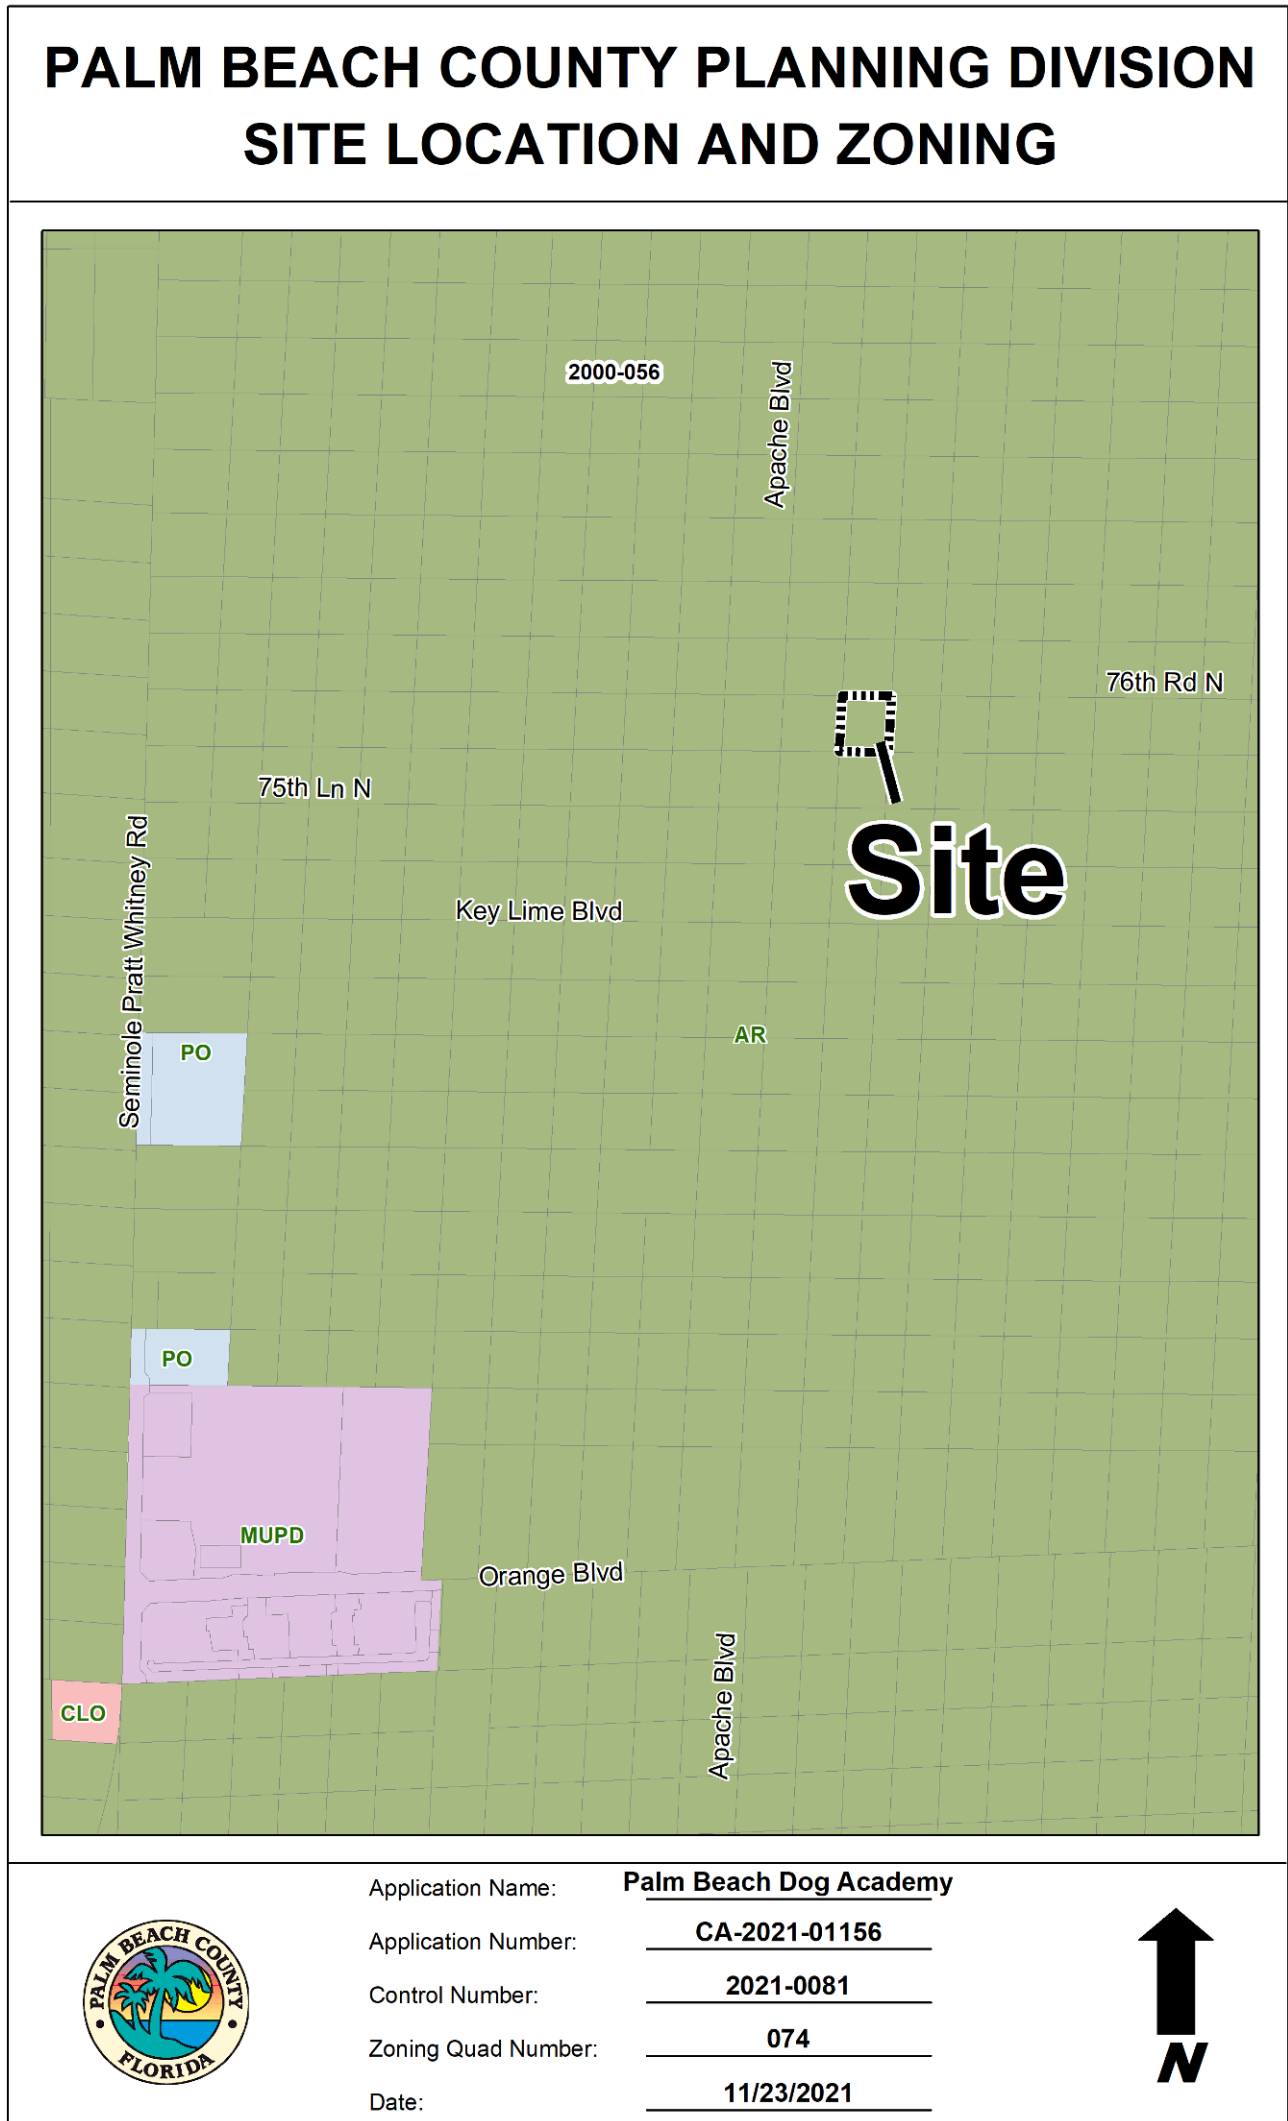 PALM BEACH COUNTY PLANNING DIVISION
SITE LOCATION AND ZONING
2000-056
Apache Blvd
76th Rd N
75th Ln N
Site
Seminole Pratt Whitney Rd
Key Lime Blvd
AR
PO
PO
MUPD
Orange Blvd
Apache Blvd
CLO
Application Name: Palm Beach Dog Academy
Application Number: CA-2021-01156
Control Number: 2021-0081
Zoning Quad Number: 074
Date: 11/23/2021
PALM BEACH COUNTY
FLORIDA
N